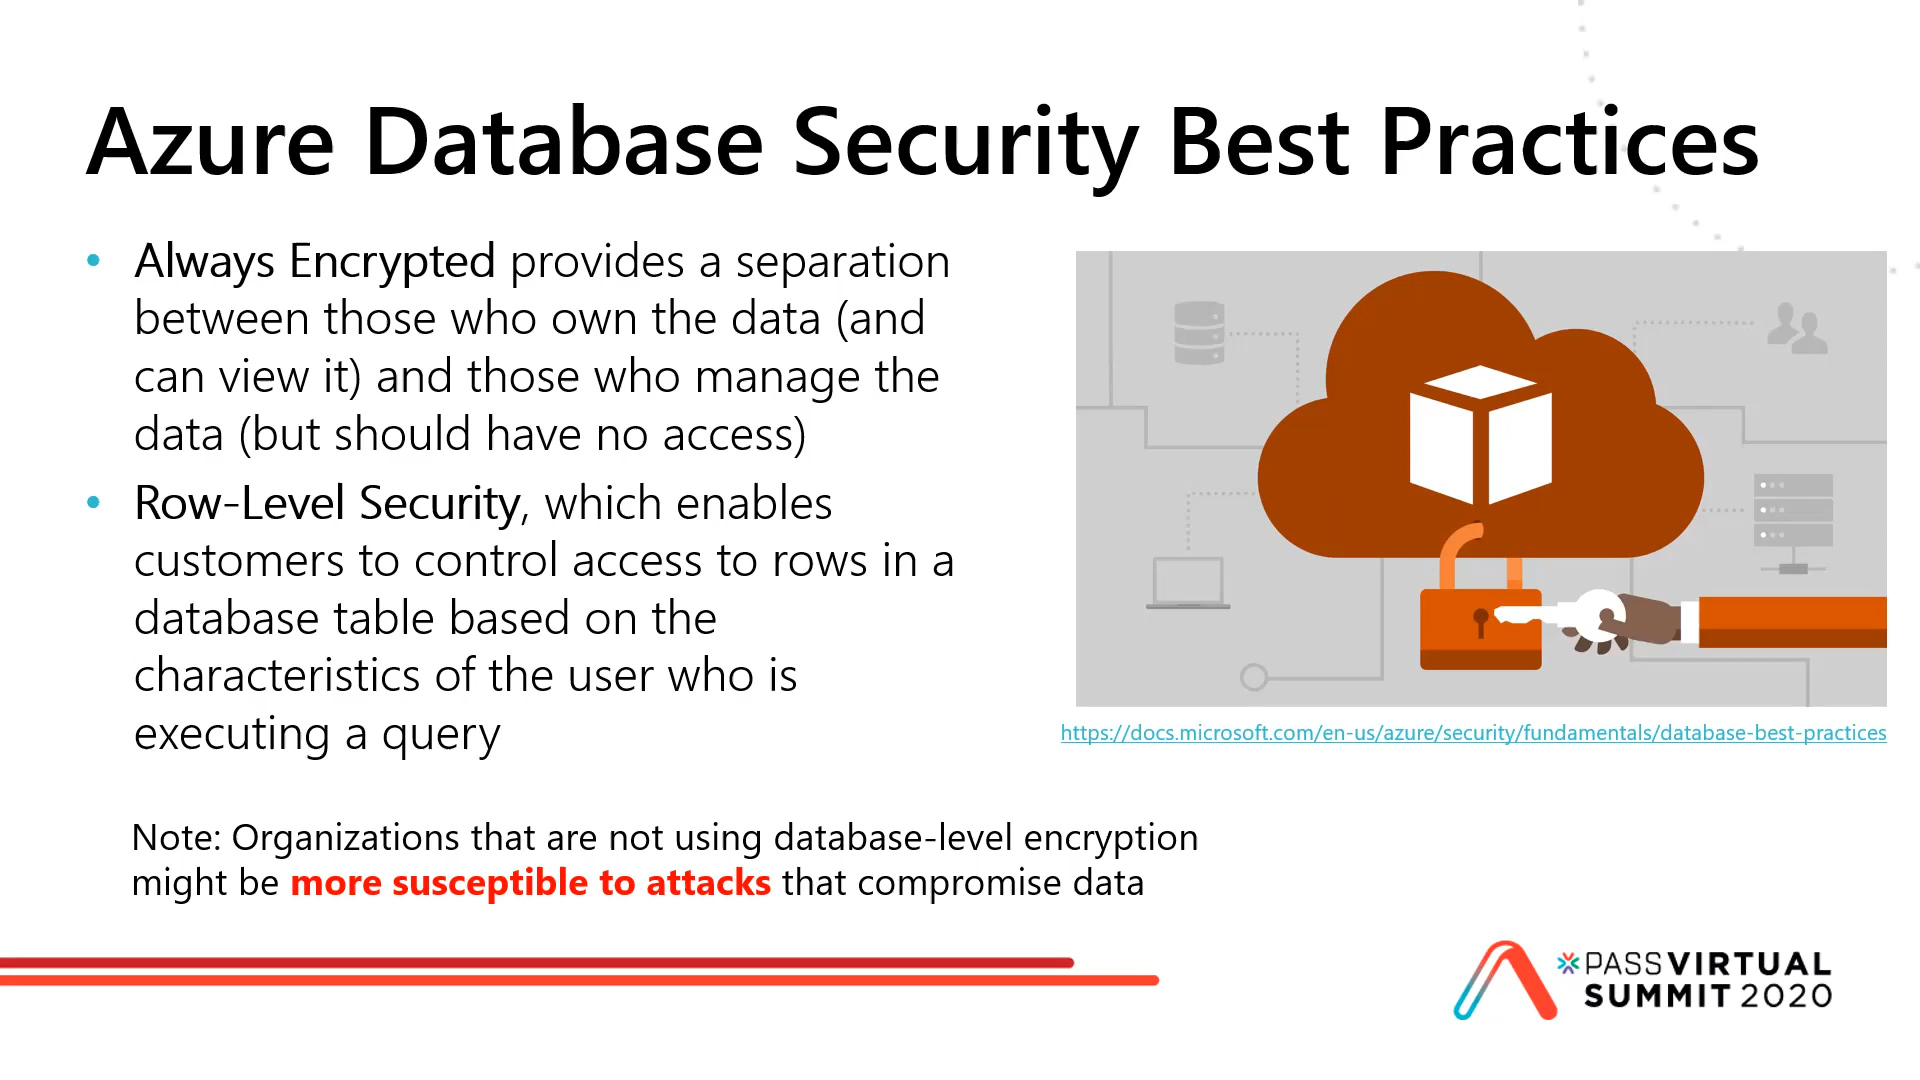 Azure Database Security Best Practices
• Always Encrypted provides a separation
between those who own the data (and
can view it) and those who manage the
data (but should have no access)
• Row-Level Security, which enables
customers to control access to rows in a
database table based on the
characteristics of the user who is
executing a query
https://docs.microsoft.com/en-us/azure/security/fundamentals/database-best-practices
Note: Organizations that are not using database-level encryption
might be more susceptible to attacks that compromise data
PASS VIRTUAL
SUMMIT 2020